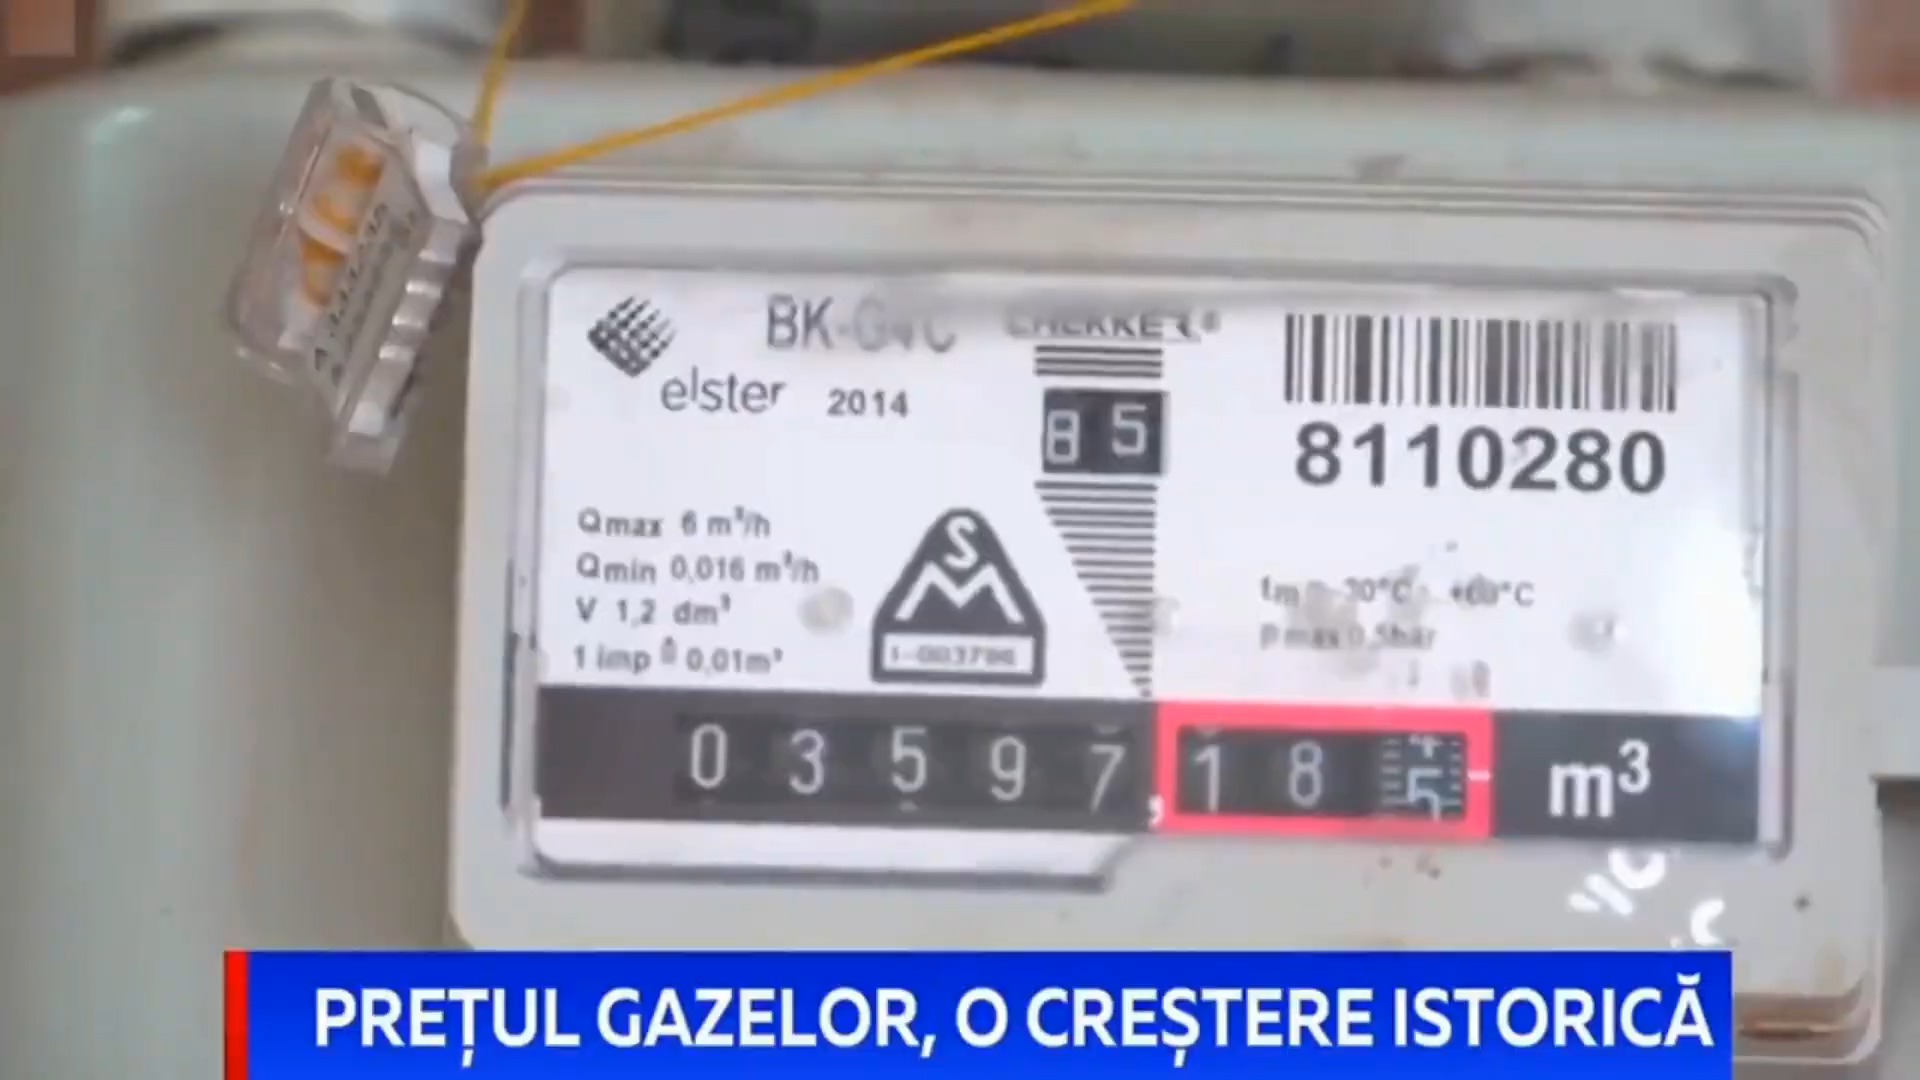 BK-G4C
elster 2014
85
8110280
Qmax 6 m³/h
Qmin 0,016 m³/h
V 1,2 dm³
1 imp ≙ 0,01m³
S
M
03597,185 m³
PREȚUL GAZELOR, O CREȘTERE ISTORICĂ